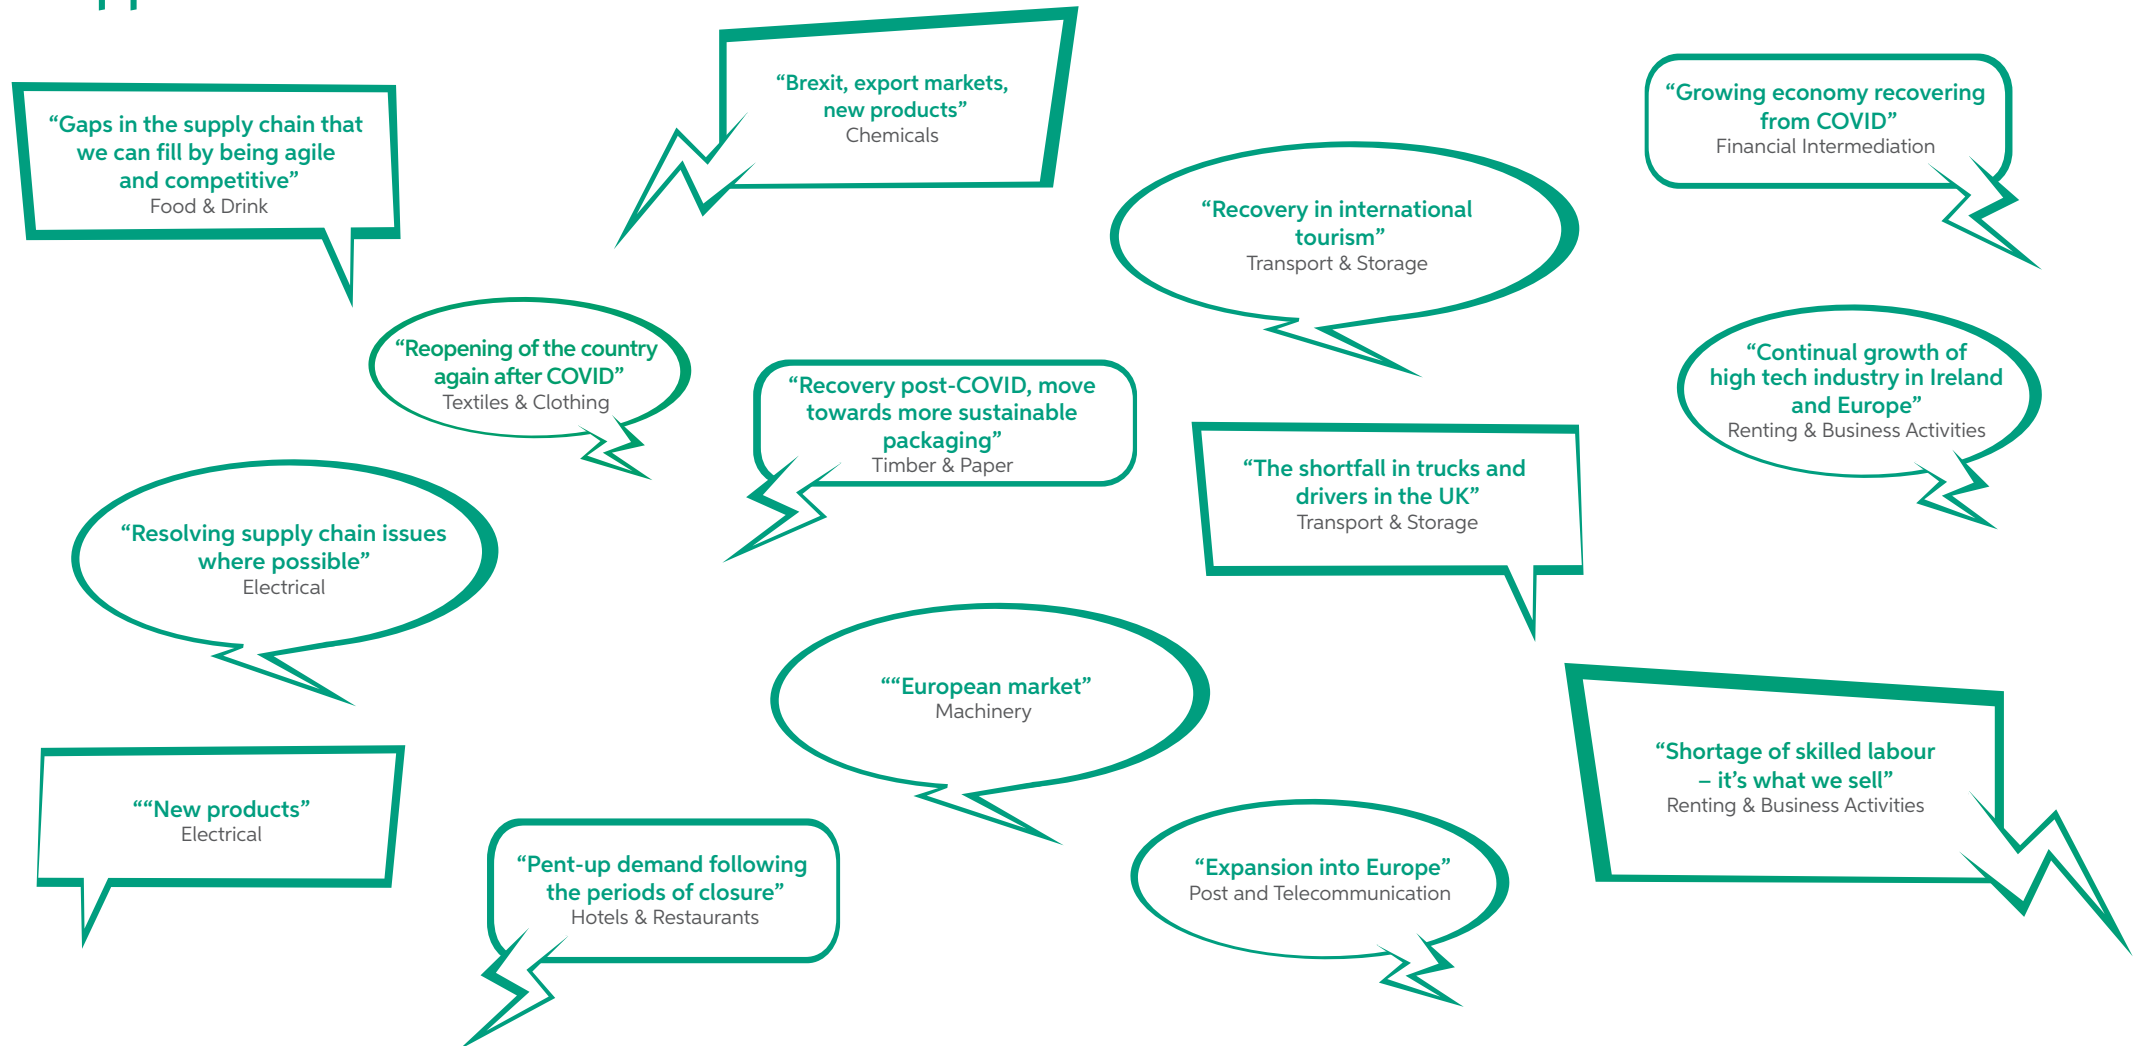 “Gaps in the supply chain that
we can fill by being agile
and competitive”
Food & Drink
“Brexit, export markets,
new products”
Chemicals
“Growing economy recovering
from COVID”
Financial Intermediation
“Recovery in international
tourism”
Transport & Storage
“Reopening of the country
again after COVID”
Textiles & Clothing
“Recovery post-COVID, move
towards more sustainable
packaging”
Timber & Paper
“Continual growth of
high tech industry in Ireland
and Europe”
Renting & Business Activities
“The shortfall in trucks and
drivers in the UK”
Transport & Storage
“Resolving supply chain issues
where possible”
Electrical
““European market”
Machinery
“Shortage of skilled labour
– it’s what we sell”
Renting & Business Activities
““New products”
Electrical
“Pent-up demand following
the periods of closure”
Hotels & Restaurants
“Expansion into Europe”
Post and Telecommunication